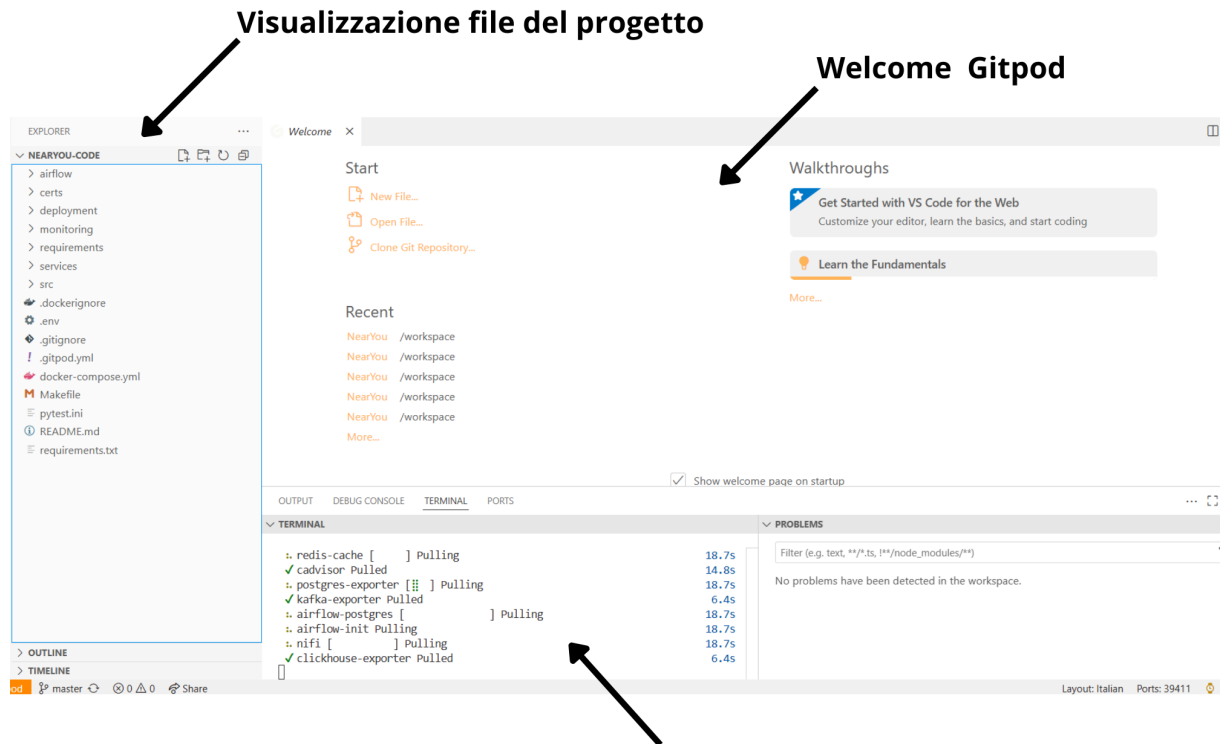 Visualizzazione file del progetto
Welcome Gitpod
EXPLORER
NEARYOU-CODE
airflow
certs
deployment
monitoring
requirements
services
src
.dockerignore
.env
.gitignore
.gitpod.yml
docker-compose.yml
Makefile
pytest.ini
README.md
requirements.txt
OUTLINE
TIMELINE
Welcome
Start
New File...
Open File...
Clone Git Repository...
Recent
NearYou /workspace
NearYou /workspace
NearYou /workspace
NearYou /workspace
NearYou /workspace
More...
Walkthroughs
Get Started with VS Code for the Web
Customize your editor, learn the basics, and start coding
Learn the Fundamentals
More...
Show welcome page on startup
OUTPUT DEBUG CONSOLE TERMINAL PORTS
TERMINAL
redis-cache [ ] Pulling 18.7s
✓ cadvisor Pulled 14.8s
postgres-exporter [⣿ ] Pulling 18.7s
✓ kafka-exporter Pulled 6.4s
airflow-postgres [ ] Pulling 18.7s
airflow-init Pulling 18.7s
nifi [ ] Pulling 18.7s
✓ clickhouse-exporter Pulled 6.4s
PROBLEMS
Filter (e.g. text, **/*.ts, !**/node_modules/**)
No problems have been detected in the workspace.
master 0 0 Share
Layout: Italian Ports: 39411